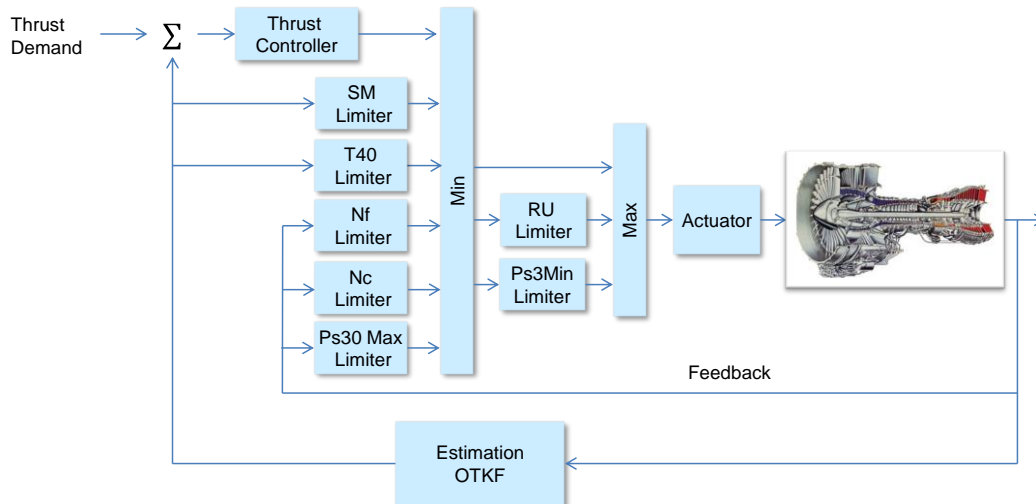 Thrust
Demand
Σ
Thrust
Controller
SM
Limiter
T40
Limiter
Nf
Limiter
Nc
Limiter
Ps30 Max
Limiter
Min
RU
Limiter
Ps3Min
Limiter
Max
Actuator
Feedback
Estimation
OTKF